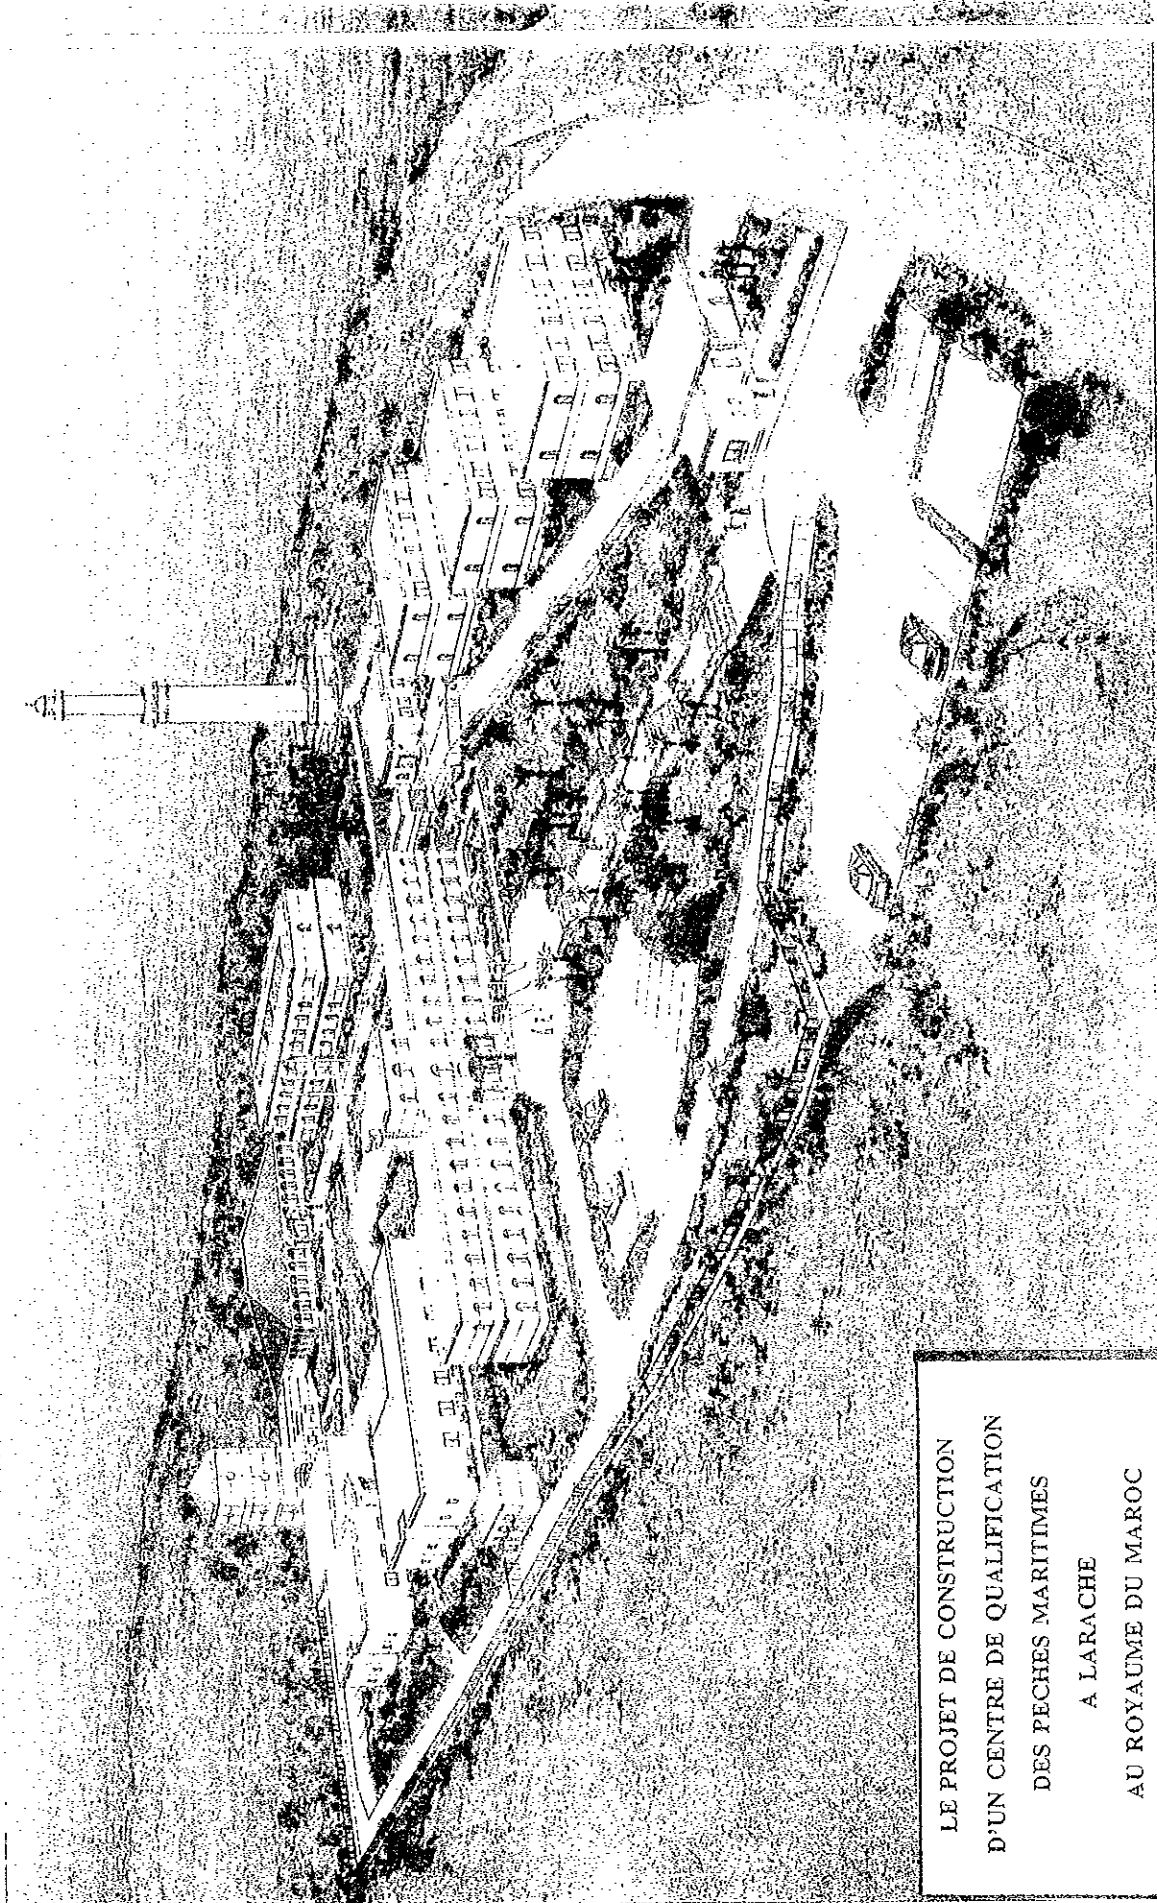 LE PROJET DE CONSTRUCTION
D'UN CENTRE DE QUALIFICATION
DES PECHES MARITIMES
A LARACHE
AU ROYAUME DU MAROC